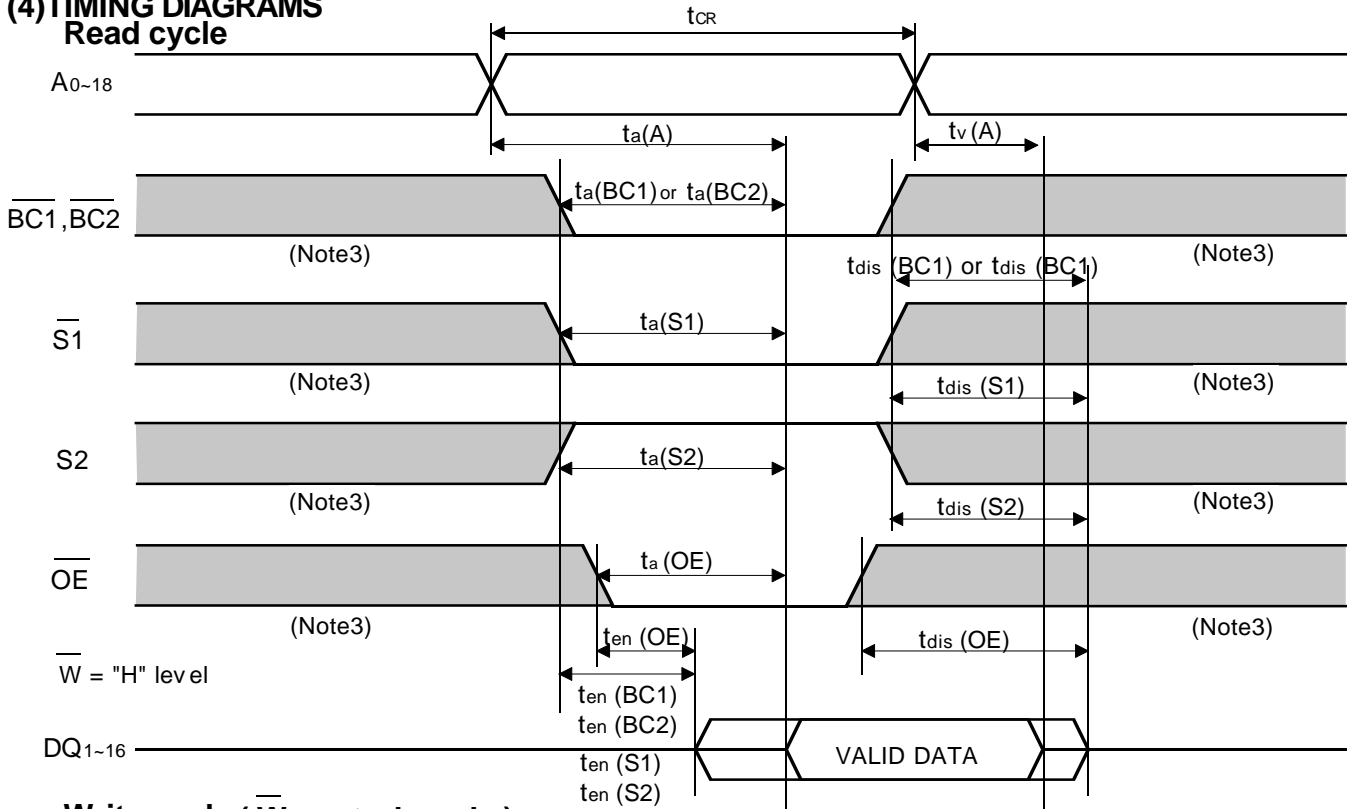 (4)TIMING DIAGRAMS
Read cycle
tCR
A0~18
ta(A)
tv (A)
BC1,BC2
ta(BC1) or ta(BC2)
(Note3)
(Note3)
tdis (BC1) or tdis (BC1)
S1
ta(S1)
(Note3)
(Note3)
tdis (S1)
S2
ta(S2)
(Note3)
(Note3)
tdis (S2)
OE
ta (OE)
(Note3)
(Note3)
ten (OE)
tdis (OE)
W = "H" level
ten (BC1)
ten (BC2)
DQ1~16
VALID DATA
ten (S1)
ten (S2)